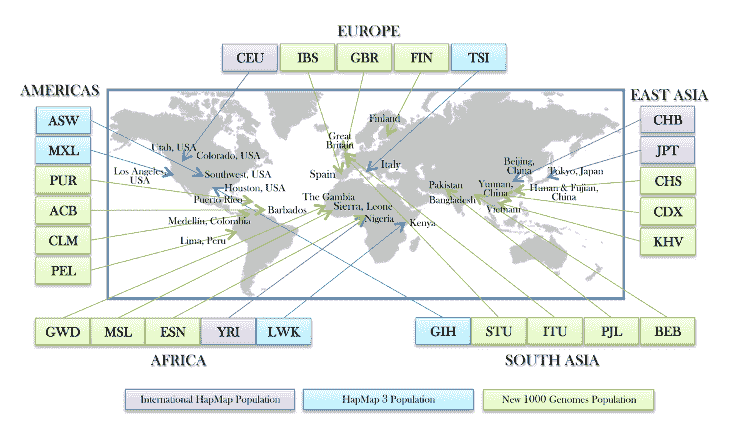 EUROPE
CEU IBS GBR FIN TSI
AMERICAS
EAST ASIA
ASW
MXL
PUR
ACB
CLM
PEL
CHB
JPT
CHS
CDX
KHV
Finland
Great
Britain
Utah, USA
Colorado, USA
Italy
Beijing,
China
Los Angeles
USA
Southwest, USA
Spain
Tokyo, Japan
Houston, USA
Pakistan
Yunnan,
China
Hunan & Fujian,
China
Puerto Rico
The Gambia
Bangladesh
Barbados
Sierra, Leone
Vietnam
Medellín, Colombia
Nigeria
Kenya
Lima, Peru
GWD MSL ESN YRI LWK
GIH STU ITU PJL BEB
AFRICA
SOUTH ASIA
International HapMap Population
HapMap 3 Population
New 1000 Genomes Population